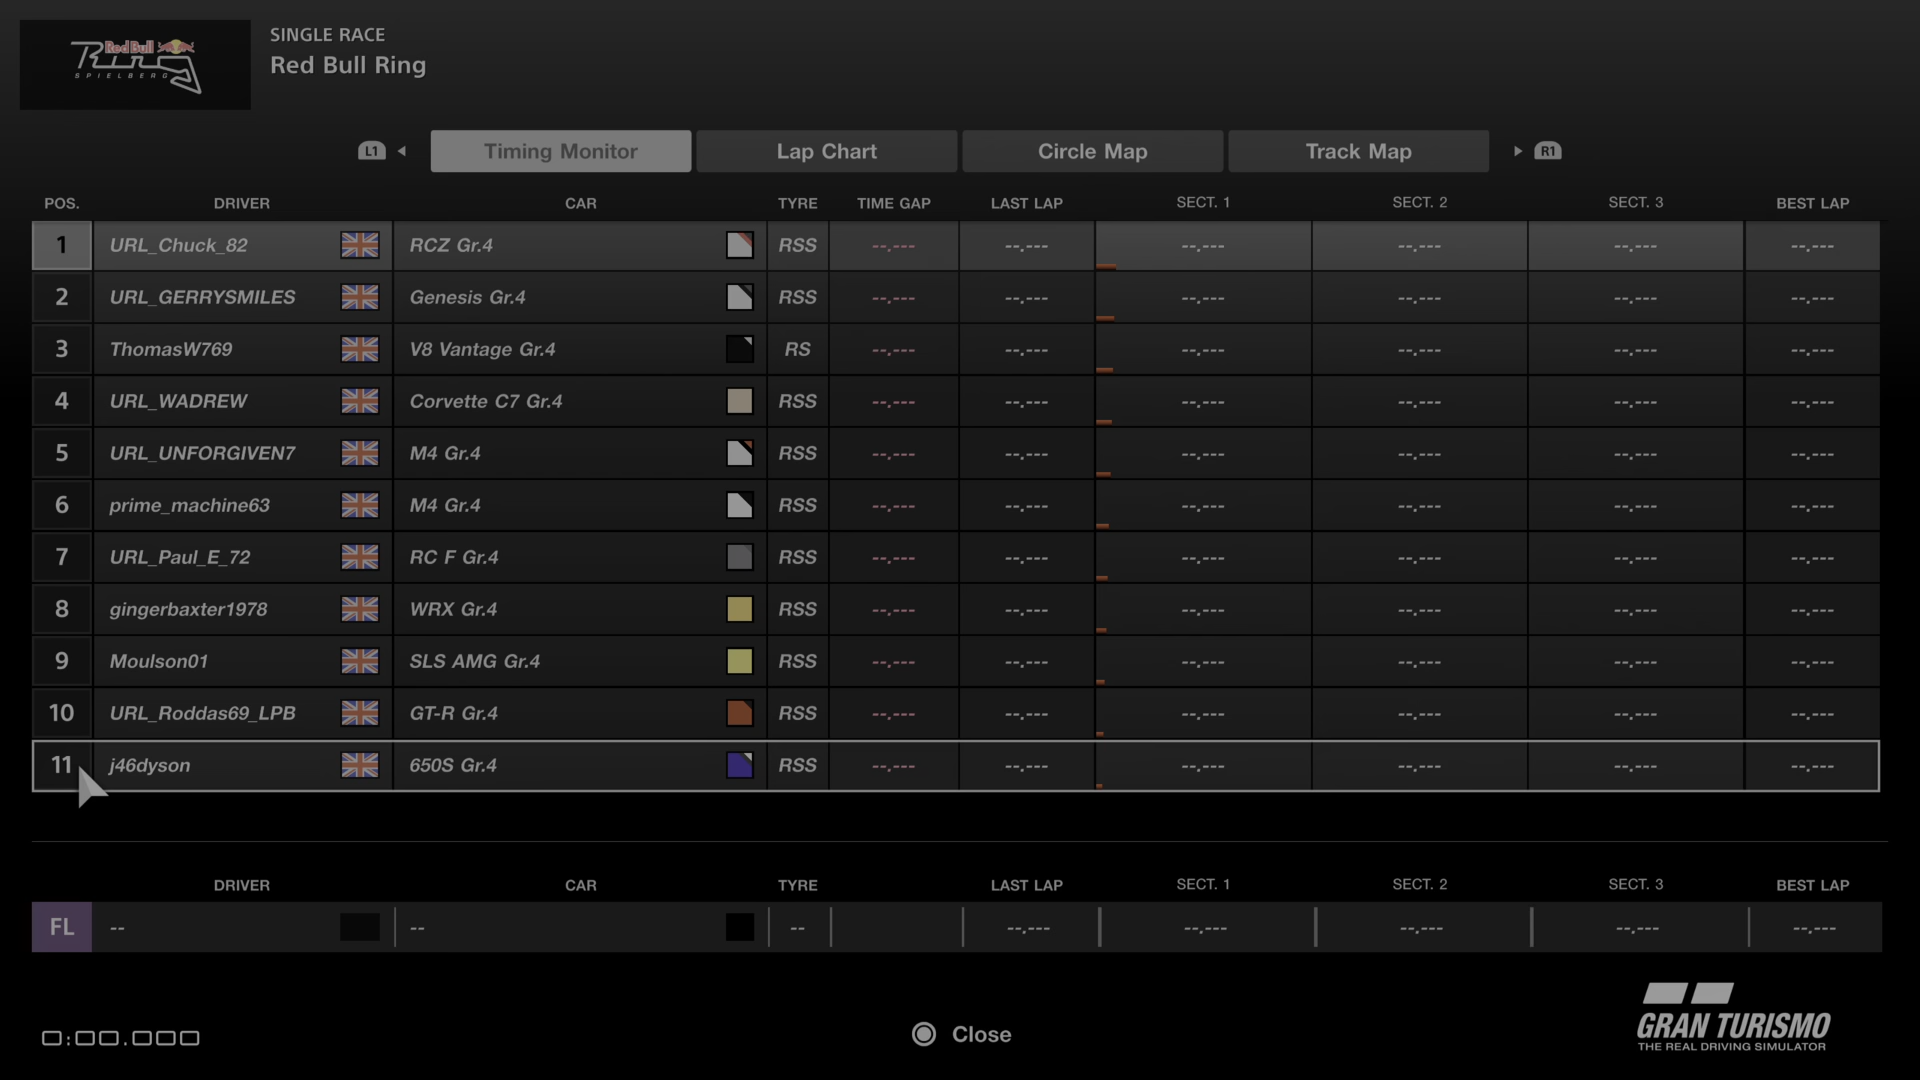 Red Bull
Ring
SPIELBERG
SINGLE RACE
Red Bull Ring
L1 Timing Monitor Lap Chart Circle Map Track Map R1
POS. DRIVER CAR TYRE TIME GAP LAST LAP SECT. 1 SECT. 2 SECT. 3 BEST LAP
1 URL_Chuck_82 RCZ Gr.4 RSS --.--- --.--- --.--- --.--- --.--- --.---
2 URL_GERRYSMILES Genesis Gr.4 RSS --.--- --.--- --.--- --.--- --.--- --.---
3 ThomasW769 V8 Vantage Gr.4 RS --.--- --.--- --.--- --.--- --.--- --.---
4 URL_WADREW Corvette C7 Gr.4 RSS --.--- --.--- --.--- --.--- --.--- --.---
5 URL_UNFORGIVEN7 M4 Gr.4 RSS --.--- --.--- --.--- --.--- --.--- --.---
6 prime_machine63 M4 Gr.4 RSS --.--- --.--- --.--- --.--- --.--- --.---
7 URL_Paul_E_72 RC F Gr.4 RSS --.--- --.--- --.--- --.--- --.--- --.---
8 gingerbaxter1978 WRX Gr.4 RSS --.--- --.--- --.--- --.--- --.--- --.---
9 Moulson01 SLS AMG Gr.4 RSS --.--- --.--- --.--- --.--- --.--- --.---
10 URL_Roddas69_LPB GT-R Gr.4 RSS --.--- --.--- --.--- --.--- --.--- --.---
11 j46dyson 650S Gr.4 RSS --.--- --.--- --.--- --.--- --.--- --.---
DRIVER CAR TYRE LAST LAP SECT. 1 SECT. 2 SECT. 3 BEST LAP
FL -- -- -- --.--- --.--- --.--- --.--- --.---
0:00.000
Close
GRAN TURISMO
THE REAL DRIVING SIMULATOR